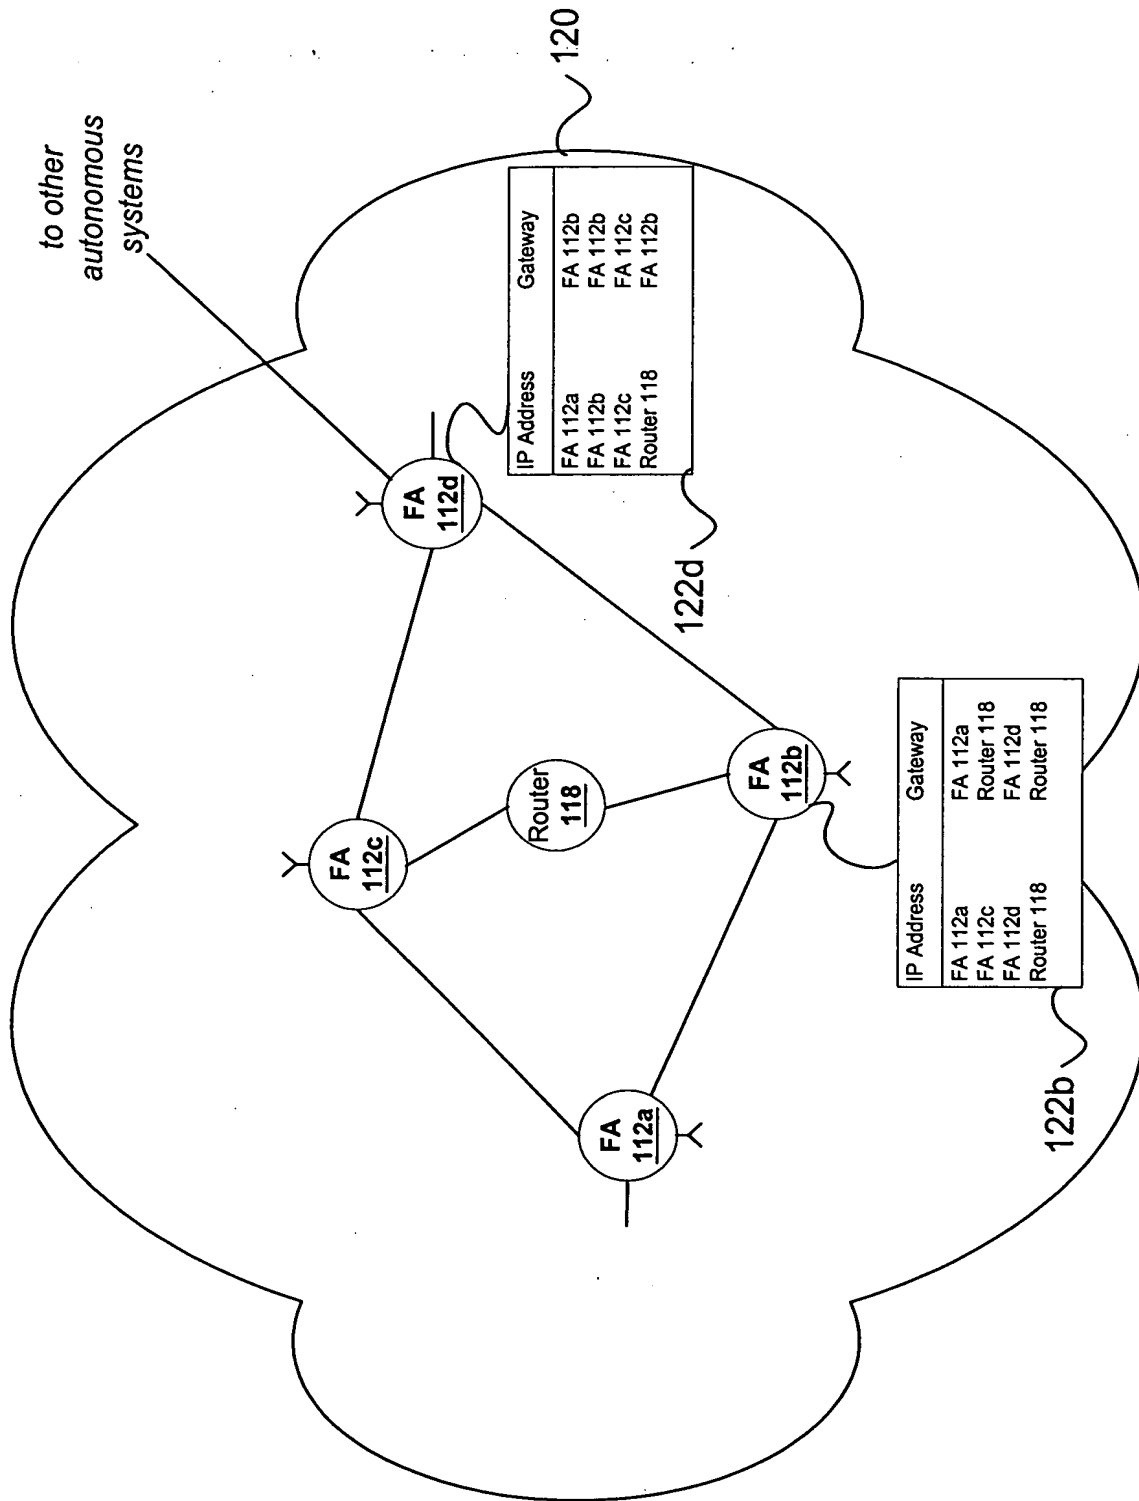 to other
autonomous
systems
120
FA
112d
IP Address Gateway
FA 112a FA 112b
FA 112b FA 112b
FA 112c FA 112c
Router 118 FA 112b
122d
FA
112c
Router
118
FA
112b
IP Address Gateway
FA 112a FA 112a
FA 112c Router 118
FA 112d FA 112d
Router 118 Router 118
122b
FA
112a